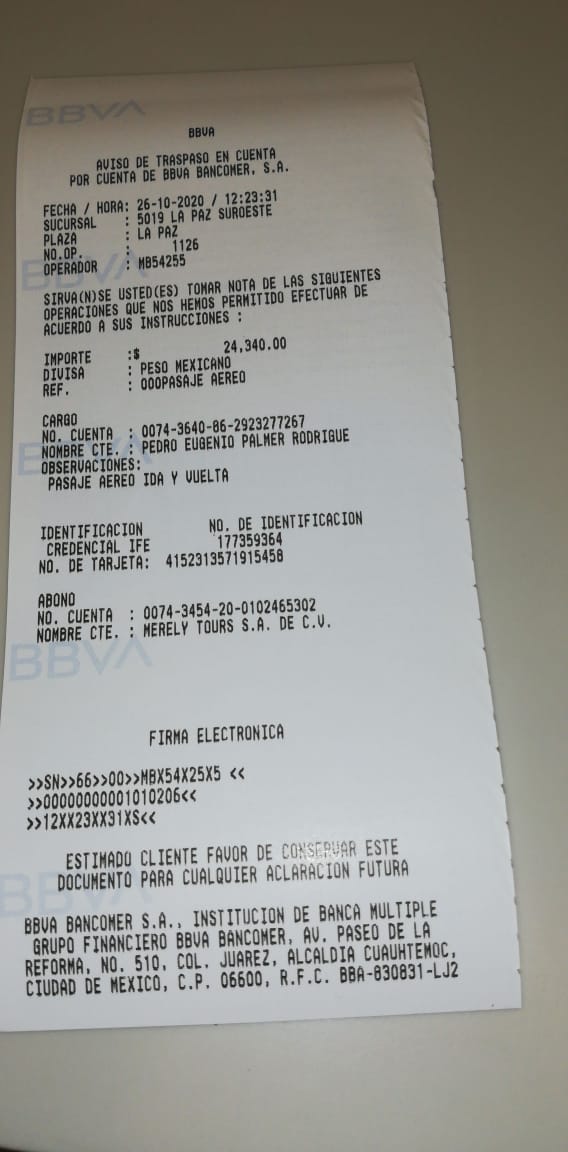 BBVA
BBVA
AVISO DE TRASPASO EN CUENTA
POR CUENTA DE BBVA BANCOMER, S.A.
FECHA / HORA: 26-10-2020 / 12:23:31
SUCURSAL : 5019 LA PAZ SUROESTE
PLAZA : LA PAZ
NO.OP. : 1126
OPERADOR : MB54255
BBVA
SIRVA(N)SE USTED(ES) TOMAR NOTA DE LAS SIGUIENTES
OPERACIONES QUE NOS HEMOS PERMITIDO EFECTUAR DE
ACUERDO A SUS INSTRUCCIONES :
IMPORTE :$ 24,340.00
DIVISA : PESO MEXICANO
REF. : 000PASAJE AEREO
CARGO
NO. CUENTA : 0074-3640-86-2923277267
NOMBRE CTE. : PEDRO EUGENIO PALMER RODRIGUE
BBVA
OBSERVACIONES:
PASAJE AEREO IDA Y VUELTA
IDENTIFICACION NO. DE IDENTIFICACION
CREDENCIAL IFE 177359364
NO. DE TARJETA: 4152313571915458
ABONO
NO. CUENTA : 0074-3454-20-0102465302
NOMBRE CTE. : MERELY TOURS S.A. DE C.V.
BBVA
FIRMA ELECTRONICA
>>SN>>66>>00>>MBX54X25X5 <<
>>00000000001010206<<
>>12XX23XX31XS<<
ESTIMADO CLIENTE FAVOR DE CONSERVAR ESTE
DOCUMENTO PARA CUALQUIER ACLARACION FUTURA
BBVA
BBVA BANCOMER S.A., INSTITUCION DE BANCA MULTIPLE
GRUPO FINANCIERO BBVA BANCOMER, AV. PASEO DE LA
REFORMA, NO. 510, COL. JUAREZ, ALCALDIA CUAUHTEMOC,
CIUDAD DE MEXICO, C.P. 06600, R.F.C. BBA-830831-LJ2